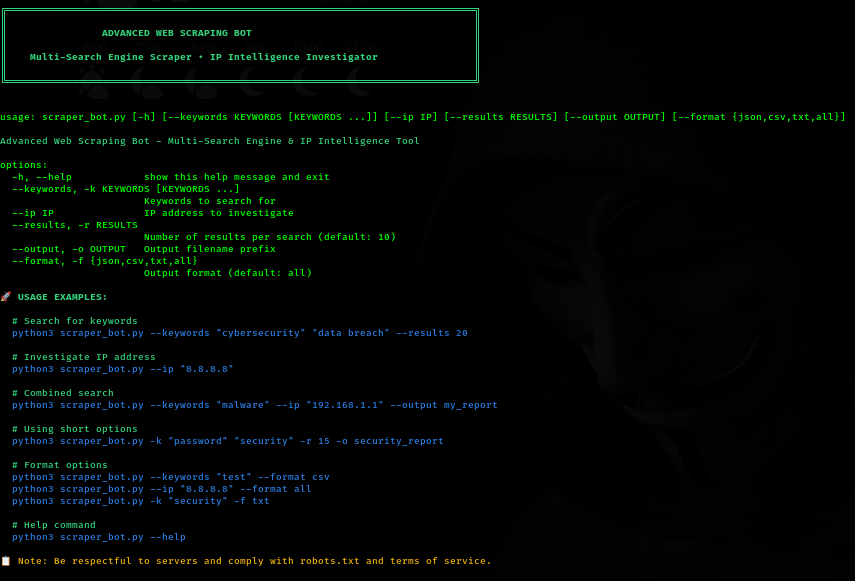 ADVANCED WEB SCRAPING BOT
Multi-Search Engine Scraper • IP Intelligence Investigator
usage: scraper_bot.py [-h] [--keywords KEYWORDS [KEYWORDS ...]] [--ip IP] [--results RESULTS] [--output OUTPUT] [--format {json,csv,txt,all}]
Advanced Web Scraping Bot - Multi-Search Engine & IP Intelligence Tool
options:
-h, --help show this help message and exit
--keywords, -k KEYWORDS [KEYWORDS ...]
Keywords to search for
--ip IP IP address to investigate
--results, -r RESULTS
Number of results per search (default: 10)
--output, -o OUTPUT Output filename prefix
--format, -f {json,csv,txt,all}
Output format (default: all)
🚀 USAGE EXAMPLES:
# Search for keywords
python3 scraper_bot.py --keywords "cybersecurity" "data breach" --results 20
# Investigate IP address
python3 scraper_bot.py --ip "8.8.8.8"
# Combined search
python3 scraper_bot.py --keywords "malware" --ip "192.168.1.1" --output my_report
# Using short options
python3 scraper_bot.py -k "password" "security" -r 15 -o security_report
# Format options
python3 scraper_bot.py --keywords "test" --format csv
python3 scraper_bot.py --ip "8.8.8.8" --format all
python3 scraper_bot.py -k "security" -f txt
# Help command
python3 scraper_bot.py --help
📋 Note: Be respectful to servers and comply with robots.txt and terms of service.